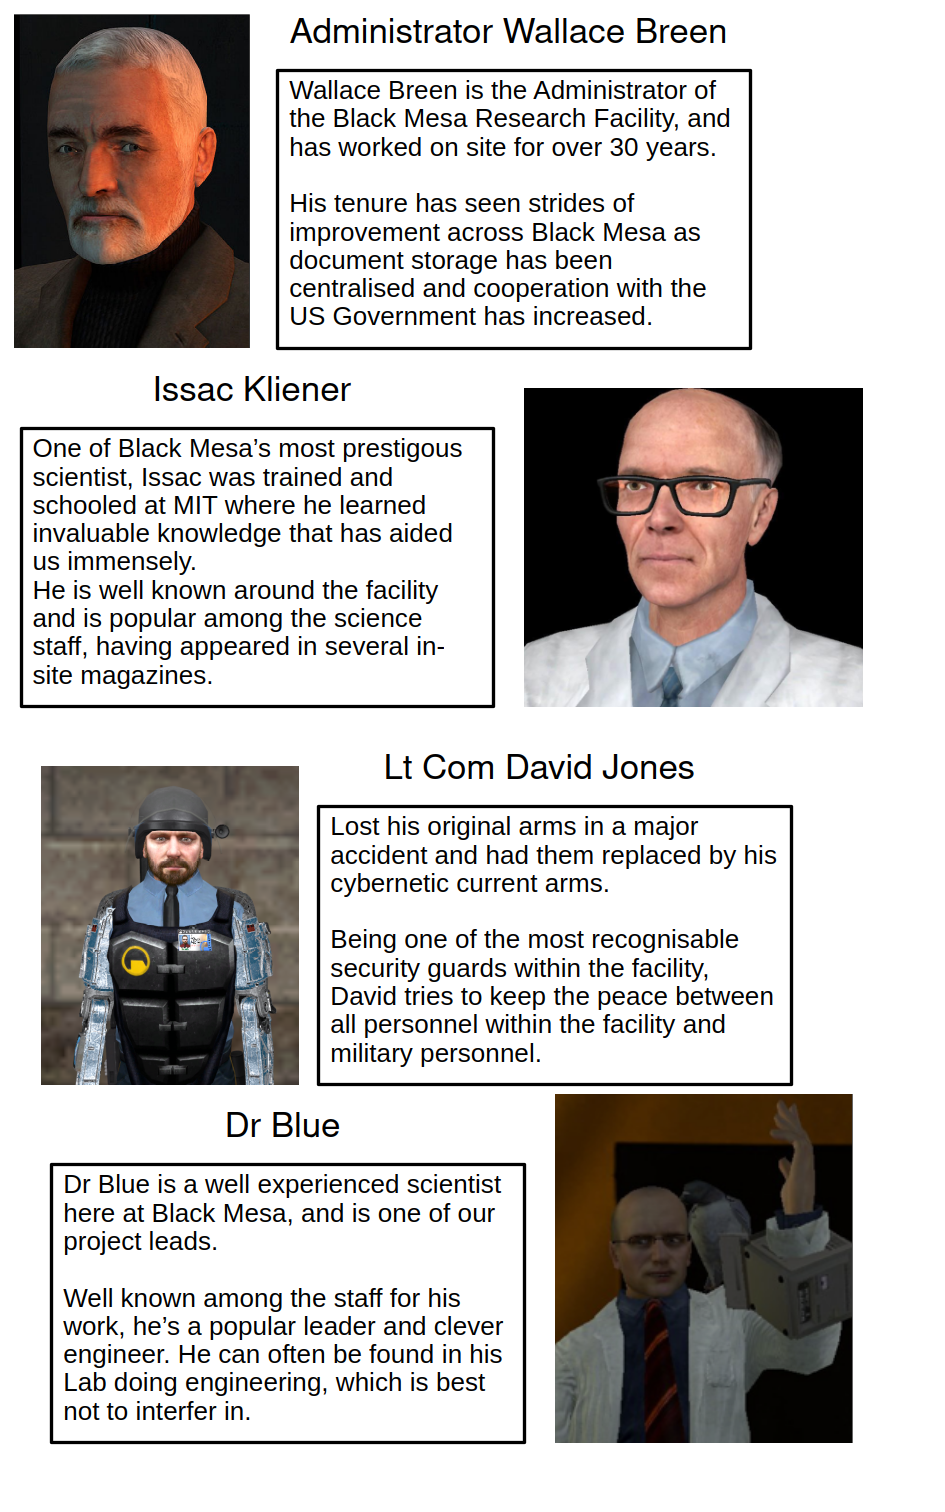 Administrator Wallace Breen
Wallace Breen is the Administrator of
the Black Mesa Research Facility, and
has worked on site for over 30 years.
His tenure has seen strides of
improvement across Black Mesa as
document storage has been
centralised and cooperation with the
US Government has increased.
Issac Kliener
One of Black Mesa’s most prestigous
scientist, Issac was trained and
schooled at MIT where he learned
invaluable knowledge that has aided
us immensely.
He is well known around the facility
and is popular among the science
staff, having appeared in several in-
site magazines.
Lt Com David Jones
Lost his original arms in a major
accident and had them replaced by his
cybernetic current arms.
Being one of the most recognisable
security guards within the facility,
David tries to keep the peace between
all personnel within the facility and
military personnel.
Dr Blue
Dr Blue is a well experienced scientist
here at Black Mesa, and is one of our
project leads.
Well known among the staff for his
work, he’s a popular leader and clever
engineer. He can often be found in his
Lab doing engineering, which is best
not to interfer in.